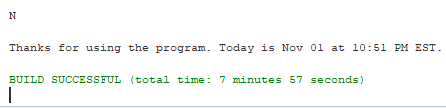 N
Thanks for using the program. Today is Nov 01 at 10:51 PM EST.
BUILD SUCCESSFUL (total time: 7 minutes 57 seconds)